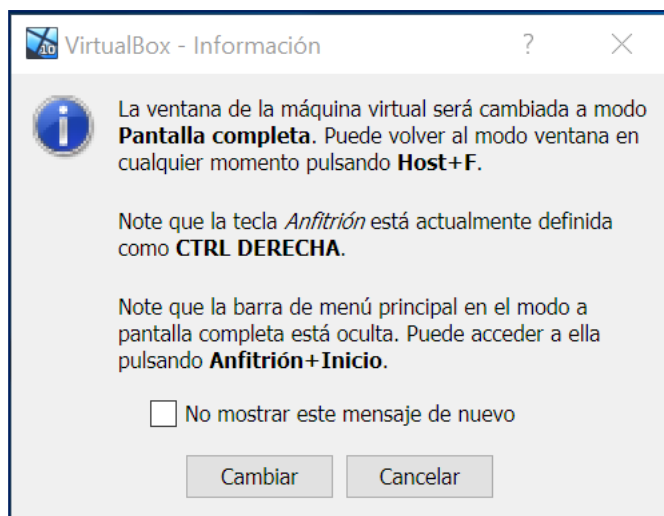 VirtualBox - Información
La ventana de la máquina virtual será cambiada a modo
Pantalla completa. Puede volver al modo ventana en
cualquier momento pulsando Host+F.
Note que la tecla Anfitrión está actualmente definida
como CTRL DERECHA.
Note que la barra de menú principal en el modo a
pantalla completa está oculta. Puede acceder a ella
pulsando Anfitrión+Inicio.
No mostrar este mensaje de nuevo
Cambiar Cancelar